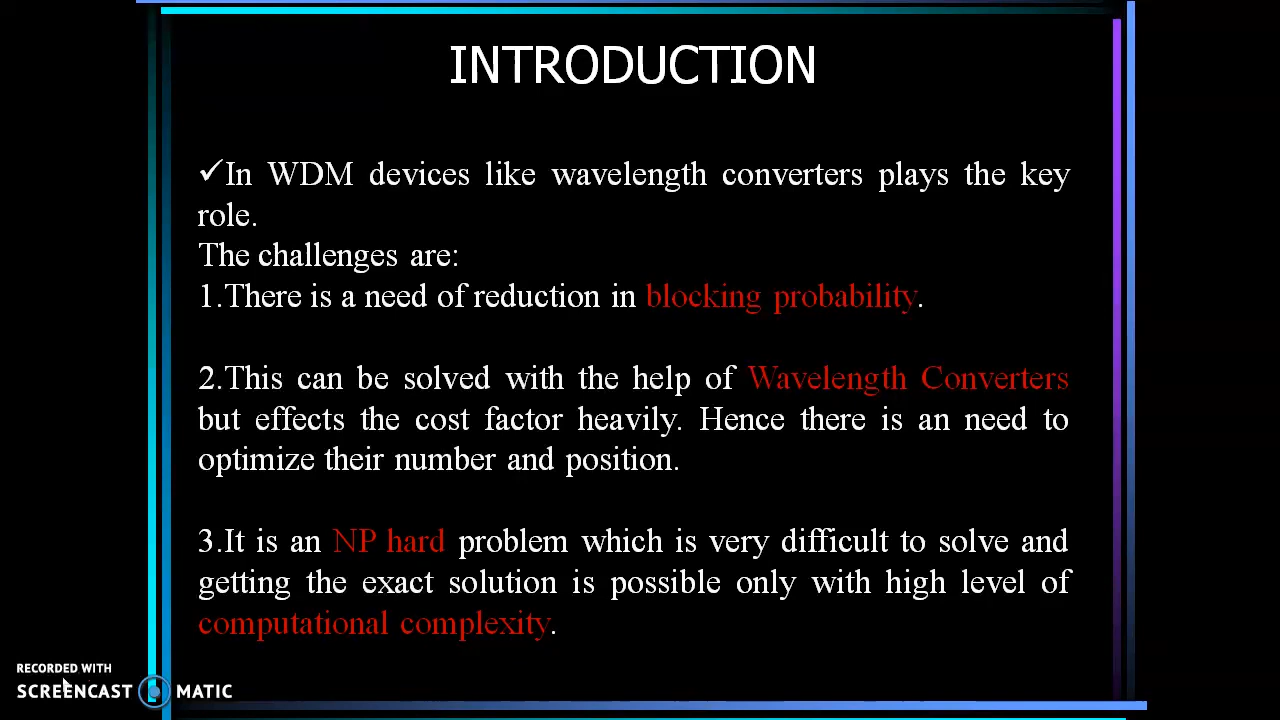 INTRODUCTION
✓In WDM devices like wavelength converters plays the key
role.
The challenges are:
1.There is a need of reduction in blocking probability.
2.This can be solved with the help of Wavelength Converters
but effects the cost factor heavily. Hence there is an need to
optimize their number and position.
3.It is an NP hard problem which is very difficult to solve and
getting the exact solution is possible only with high level of
computational complexity.
RECORDED WITH
SCREENCAST MATIC